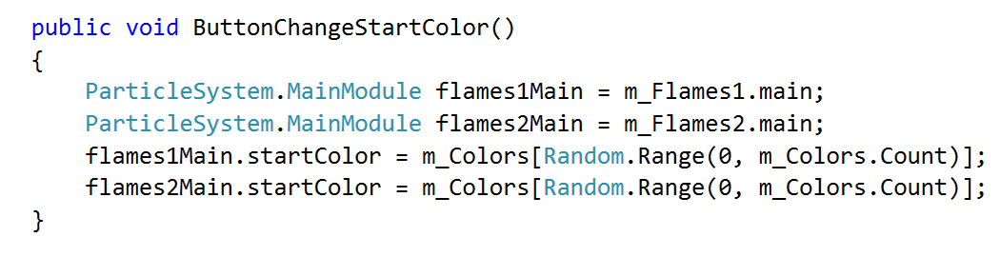 public void ButtonChangeStartColor()
{
    ParticleSystem.MainModule flames1Main = m_Flames1.main;
    ParticleSystem.MainModule flames2Main = m_Flames2.main;
    flames1Main.startColor = m_Colors[Random.Range(0, m_Colors.Count)];
    flames2Main.startColor = m_Colors[Random.Range(0, m_Colors.Count)];
}